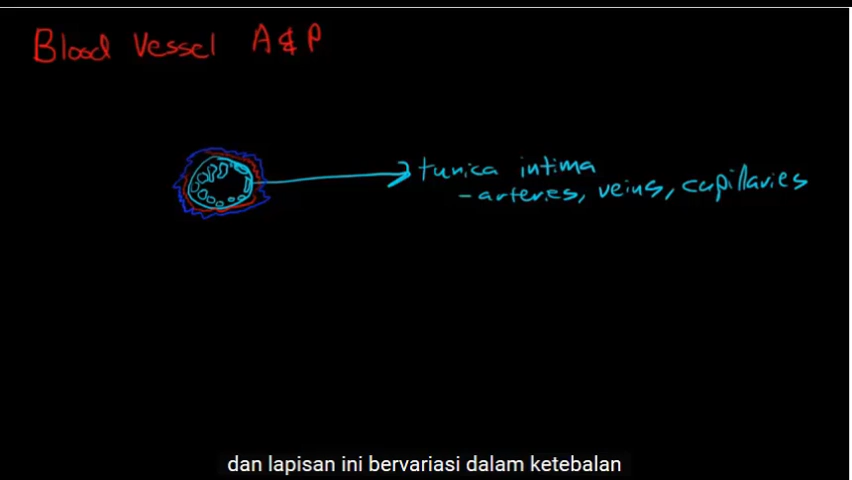 Blood Vessel A & P
tunica intima
- arteries, veins, capillaries
dan lapisan ini bervariasi dalam ketebalan